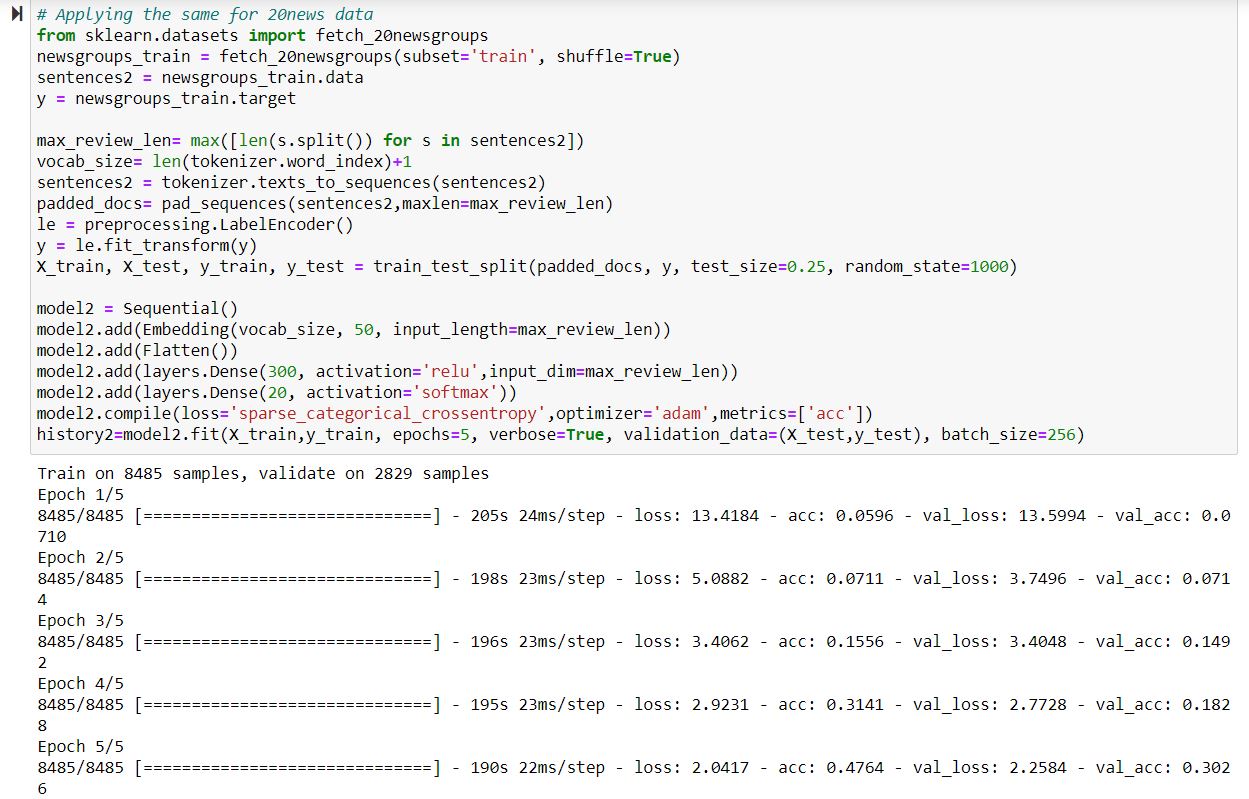 # Applying the same for 20news data
from sklearn.datasets import fetch_20newsgroups
newsgroups_train = fetch_20newsgroups(subset='train', shuffle=True)
sentences2 = newsgroups_train.data
y = newsgroups_train.target

max_review_len= max([len(s.split()) for s in sentences2])
vocab_size= len(tokenizer.word_index)+1
sentences2 = tokenizer.texts_to_sequences(sentences2)
padded_docs= pad_sequences(sentences2,maxlen=max_review_len)
le = preprocessing.LabelEncoder()
y = le.fit_transform(y)
X_train, X_test, y_train, y_test = train_test_split(padded_docs, y, test_size=0.25, random_state=1000)

model2 = Sequential()
model2.add(Embedding(vocab_size, 50, input_length=max_review_len))
model2.add(Flatten())
model2.add(layers.Dense(300, activation='relu',input_dim=max_review_len))
model2.add(layers.Dense(20, activation='softmax'))
model2.compile(loss='sparse_categorical_crossentropy',optimizer='adam',metrics=['acc'])
history2=model2.fit(X_train,y_train, epochs=5, verbose=True, validation_data=(X_test,y_test), batch_size=256)

Train on 8485 samples, validate on 2829 samples
Epoch 1/5
8485/8485 [==============================] - 205s 24ms/step - loss: 13.4184 - acc: 0.0596 - val_loss: 13.5994 - val_acc: 0.0
710
Epoch 2/5
8485/8485 [==============================] - 198s 23ms/step - loss: 5.0882 - acc: 0.0711 - val_loss: 3.7496 - val_acc: 0.071
4
Epoch 3/5
8485/8485 [==============================] - 196s 23ms/step - loss: 3.4062 - acc: 0.1556 - val_loss: 3.4048 - val_acc: 0.149
2
Epoch 4/5
8485/8485 [==============================] - 195s 23ms/step - loss: 2.9231 - acc: 0.3141 - val_loss: 2.7728 - val_acc: 0.182
8
Epoch 5/5
8485/8485 [==============================] - 190s 22ms/step - loss: 2.0417 - acc: 0.4764 - val_loss: 2.2584 - val_acc: 0.302
6